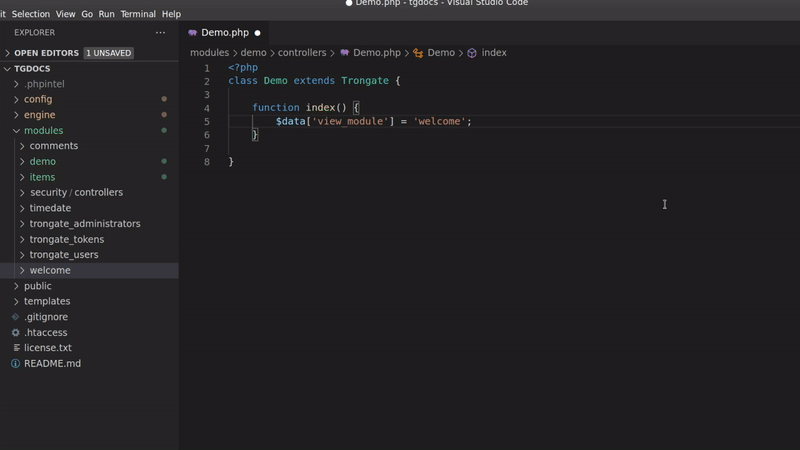 Demo.php - tgdocs - Visual Studio Code
it Selection View Go Run Terminal Help
EXPLORER
Demo.php
OPEN EDITORS 1 UNSAVED
modules > demo > controllers > Demo.php > Demo > index
TGDOCS
.phpintel
config
engine
modules
comments
demo
items
security / controllers
timedate
trongate_administrators
trongate_tokens
trongate_users
welcome
public
templates
.gitignore
.htaccess
license.txt
README.md
1 <?php
2 class Demo extends Trongate {
3
4 function index() {
5 $data['view_module'] = 'welcome';
6 }
7
8 }